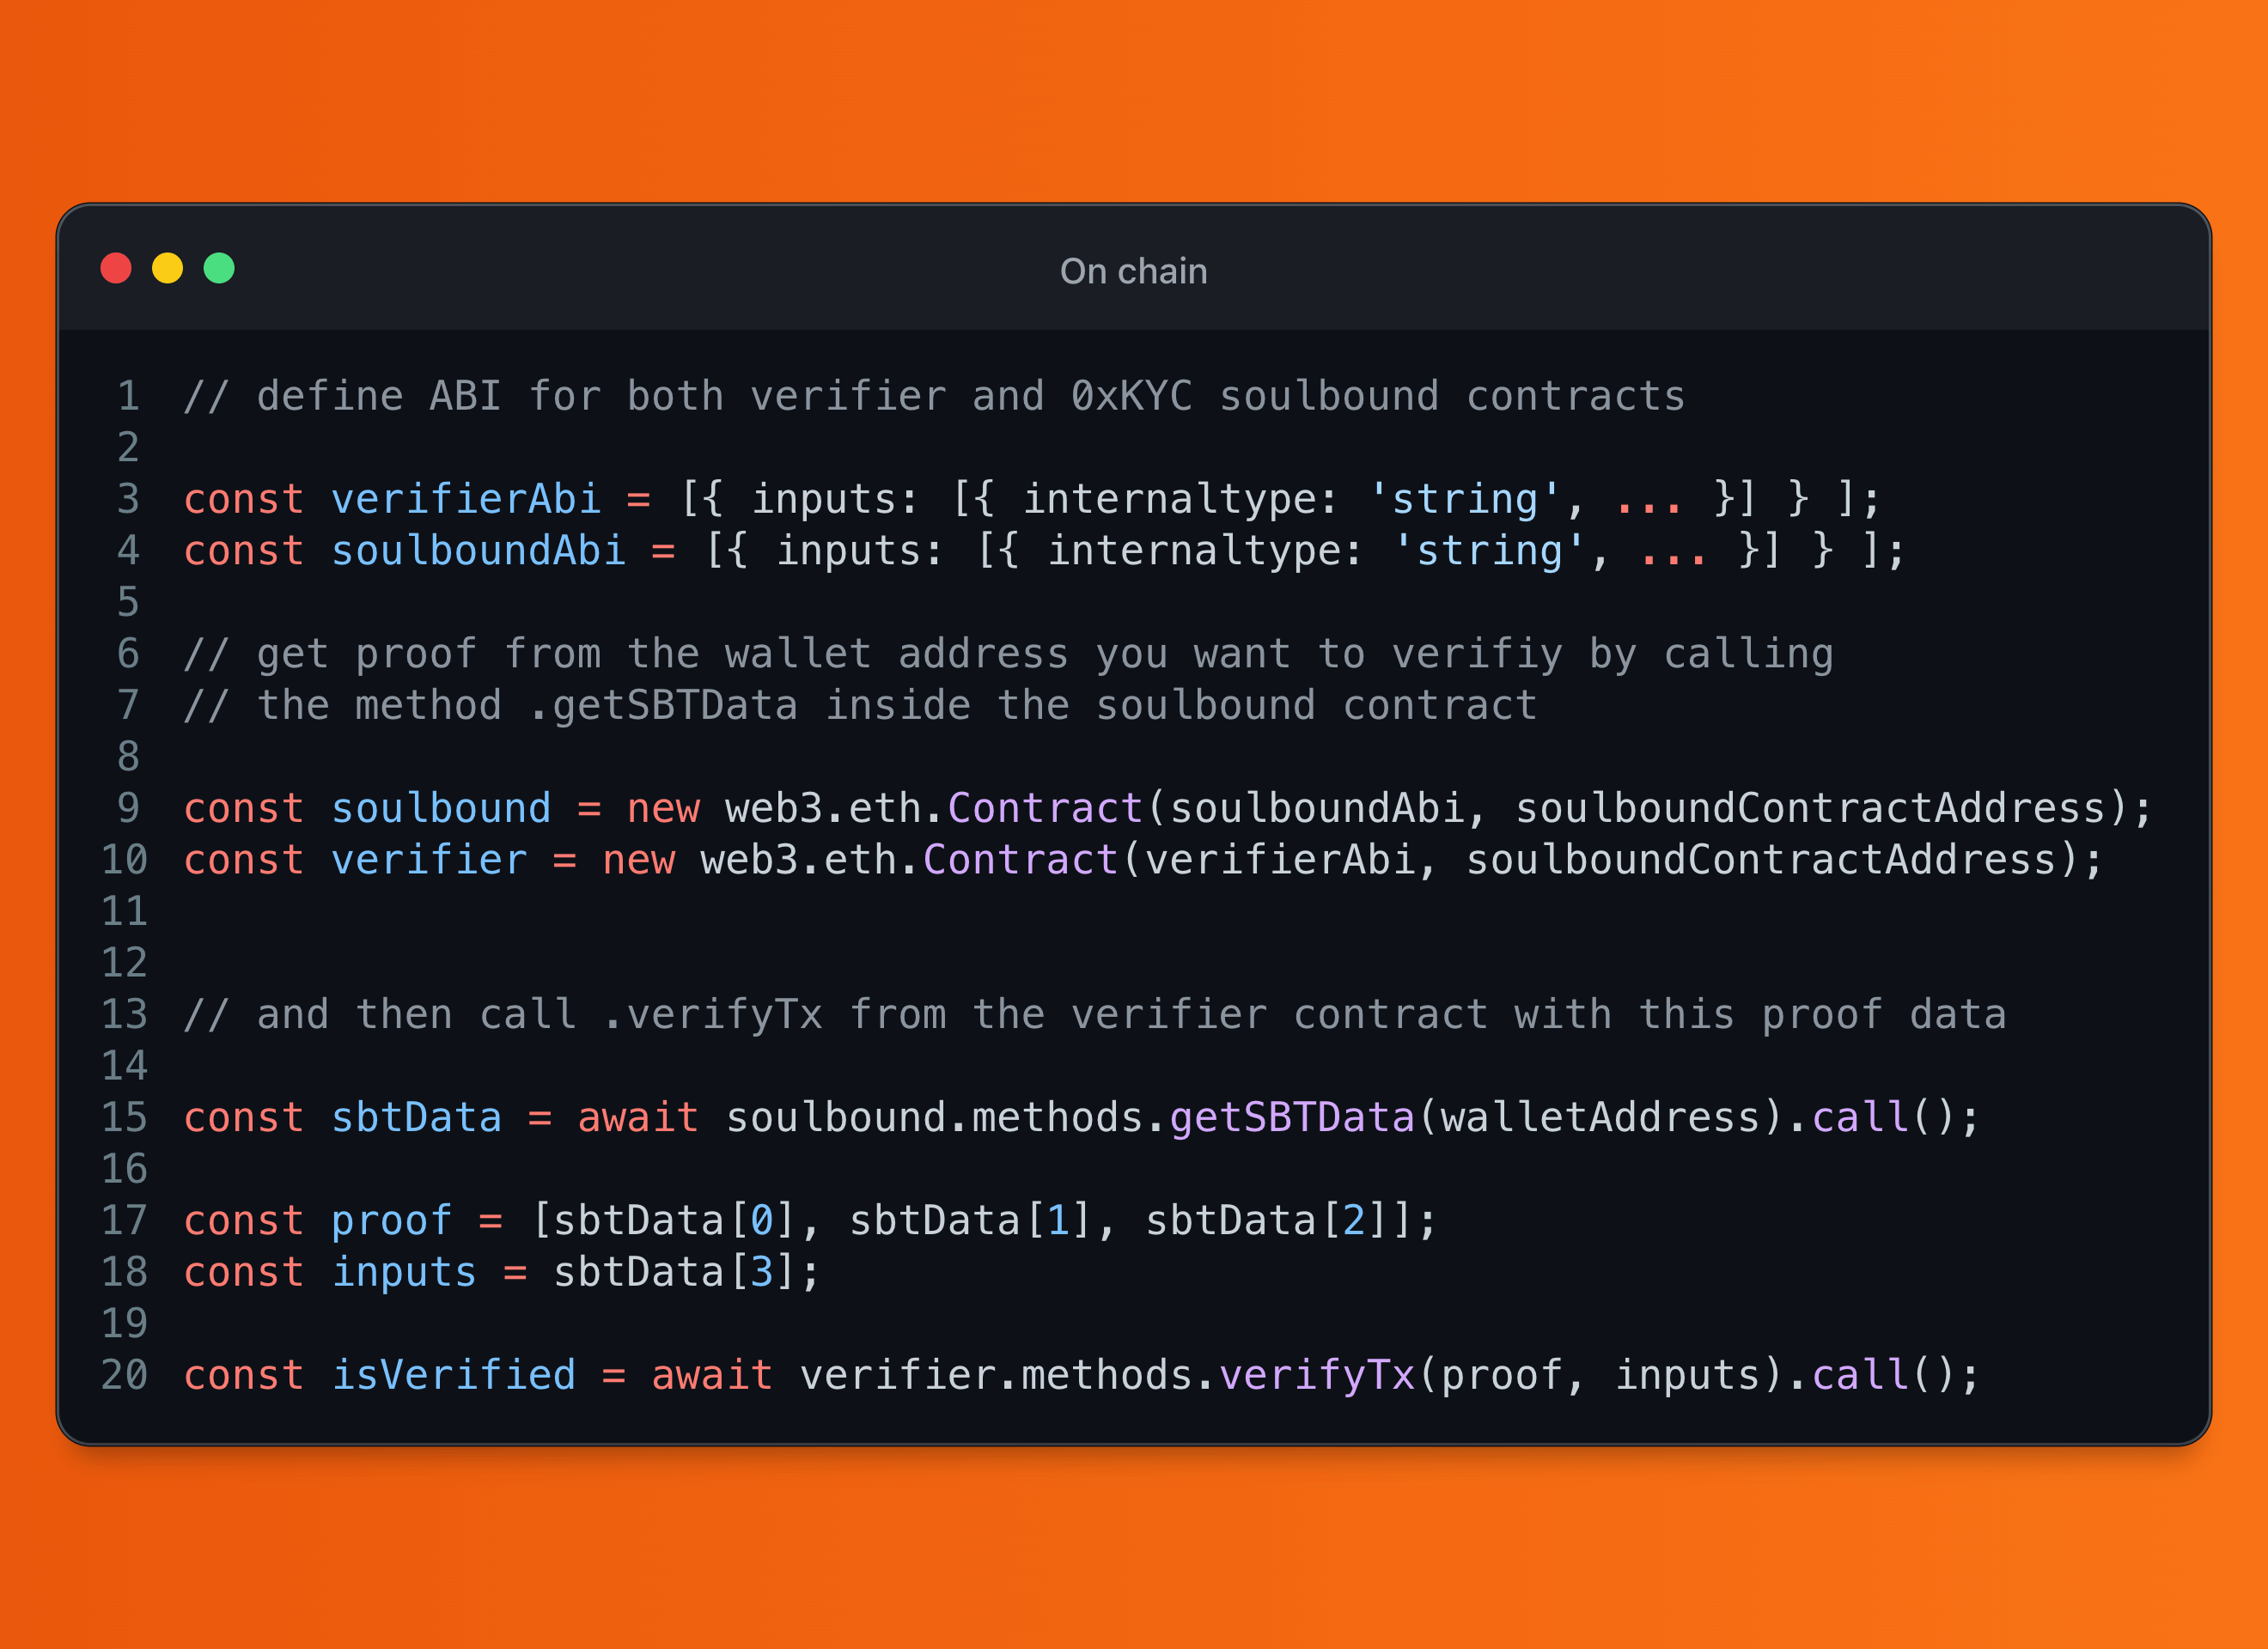 On chain
1 // define ABI for both verifier and 0xKYC soulbound contracts
2
3 const verifierAbi = [{ inputs: [{ internaltype: 'string', ... }] } ];
4 const soulboundAbi = [{ inputs: [{ internaltype: 'string', ... }] } ];
5
6 // get proof from the wallet address you want to verifiy by calling
7 // the method .getSBTData inside the soulbound contract
8
9 const soulbound = new web3.eth.Contract(soulboundAbi, soulboundContractAddress);
10 const verifier = new web3.eth.Contract(verifierAbi, soulboundContractAddress);
11
12
13 // and then call .verifyTx from the verifier contract with this proof data
14
15 const sbtData = await soulbound.methods.getSBTData(walletAddress).call();
16
17 const proof = [sbtData[0], sbtData[1], sbtData[2]];
18 const inputs = sbtData[3];
19
20 const isVerified = await verifier.methods.verifyTx(proof, inputs).call();